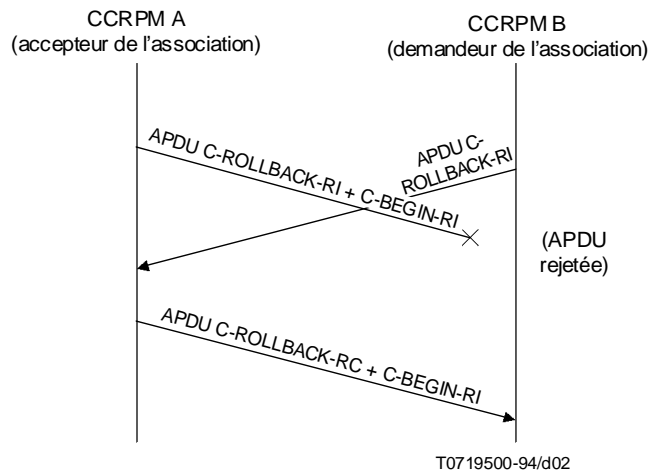 CCRPM A
(accepteur de l'association)
CCRPM B
(demandeur de l'association)
APDU C-ROLLBACK-RI + C-BEGIN-RI
APDU C-
ROLLBACK-RI
(APDU
rejetée)
APDU C-ROLLBACK-RC + C-BEGIN-RI
T0719500-94/d02